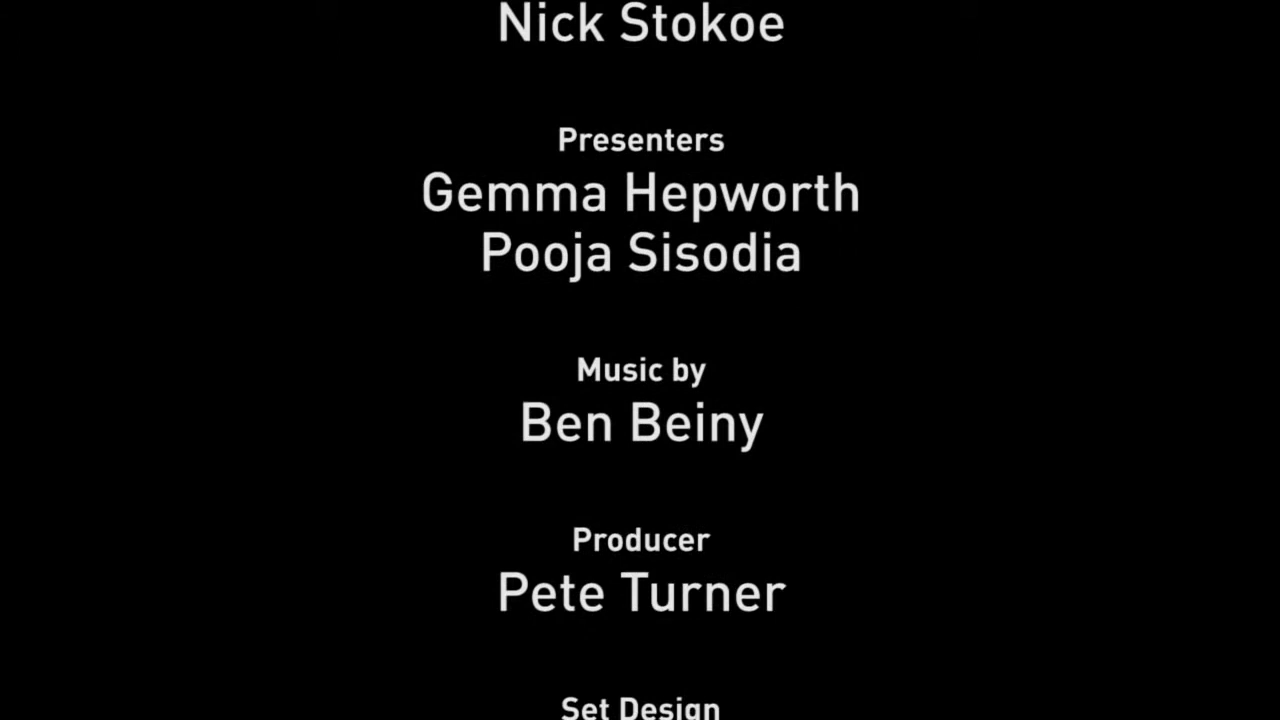 Nick Stokoe
Presenters
Gemma Hepworth
Pooja Sisodia
Music by
Ben Beiny
Producer
Pete Turner
Set Design